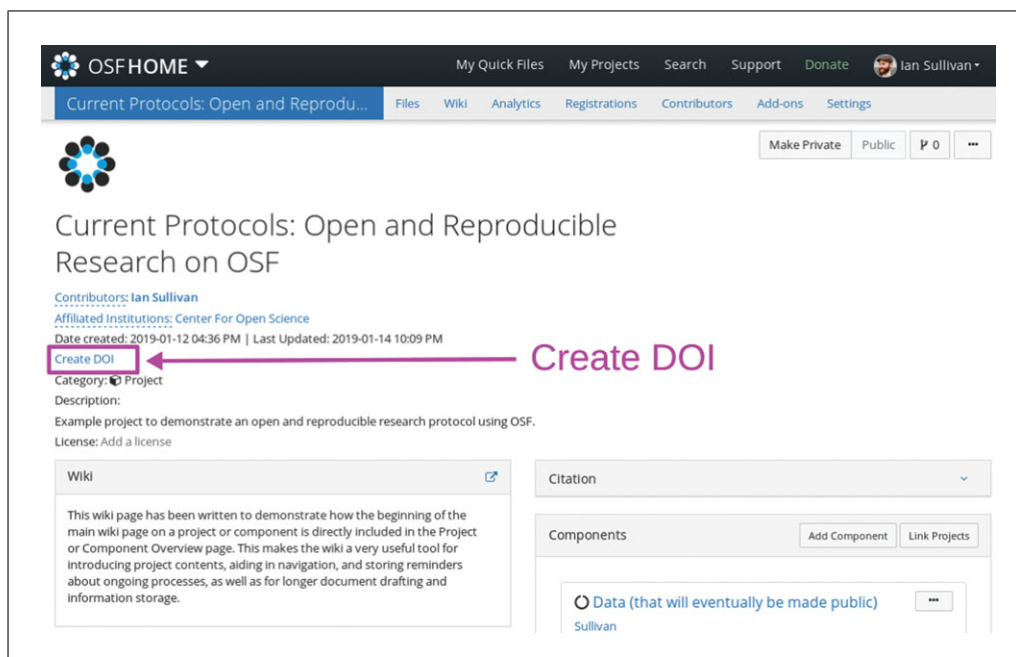 OSFHOME My Quick Files My Projects Search Support Donate Ian Sullivan
Current Protocols: Open and Reprodu... Files Wiki Analytics Registrations Contributors Add-ons Settings
Make Private Public 0 ...
Current Protocols: Open and Reproducible
Research on OSF
Contributors: Ian Sullivan
Affiliated Institutions: Center For Open Science
Date created: 2019-01-12 04:36 PM | Last Updated: 2019-01-14 10:09 PM
Create DOI
Create DOI
Category: Project
Description:
Example project to demonstrate an open and reproducible research protocol using OSF.
License: Add a license
Wiki
This wiki page has been written to demonstrate how the beginning of the
main wiki page on a project or component is directly included in the Project
or Component Overview page. This makes the wiki a very useful tool for
introducing project contents, aiding in navigation, and storing reminders
about ongoing processes, as well as for longer document drafting and
information storage.
Citation
Components Add Component Link Projects
Data (that will eventually be made public) ...
Sullivan